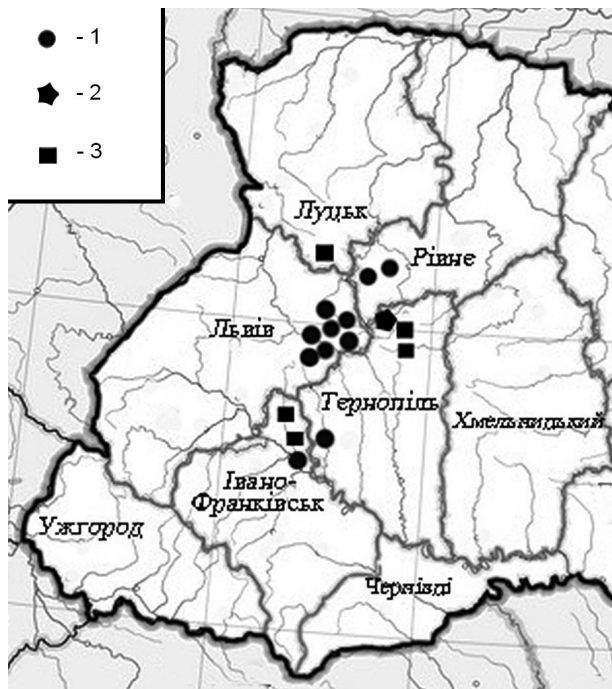 - 1
- 2
- 3
Луцьк
Рівне
Львів
Тернопіль
Хмельницький
Івано-
Франківськ
Ужгород
Чернівці